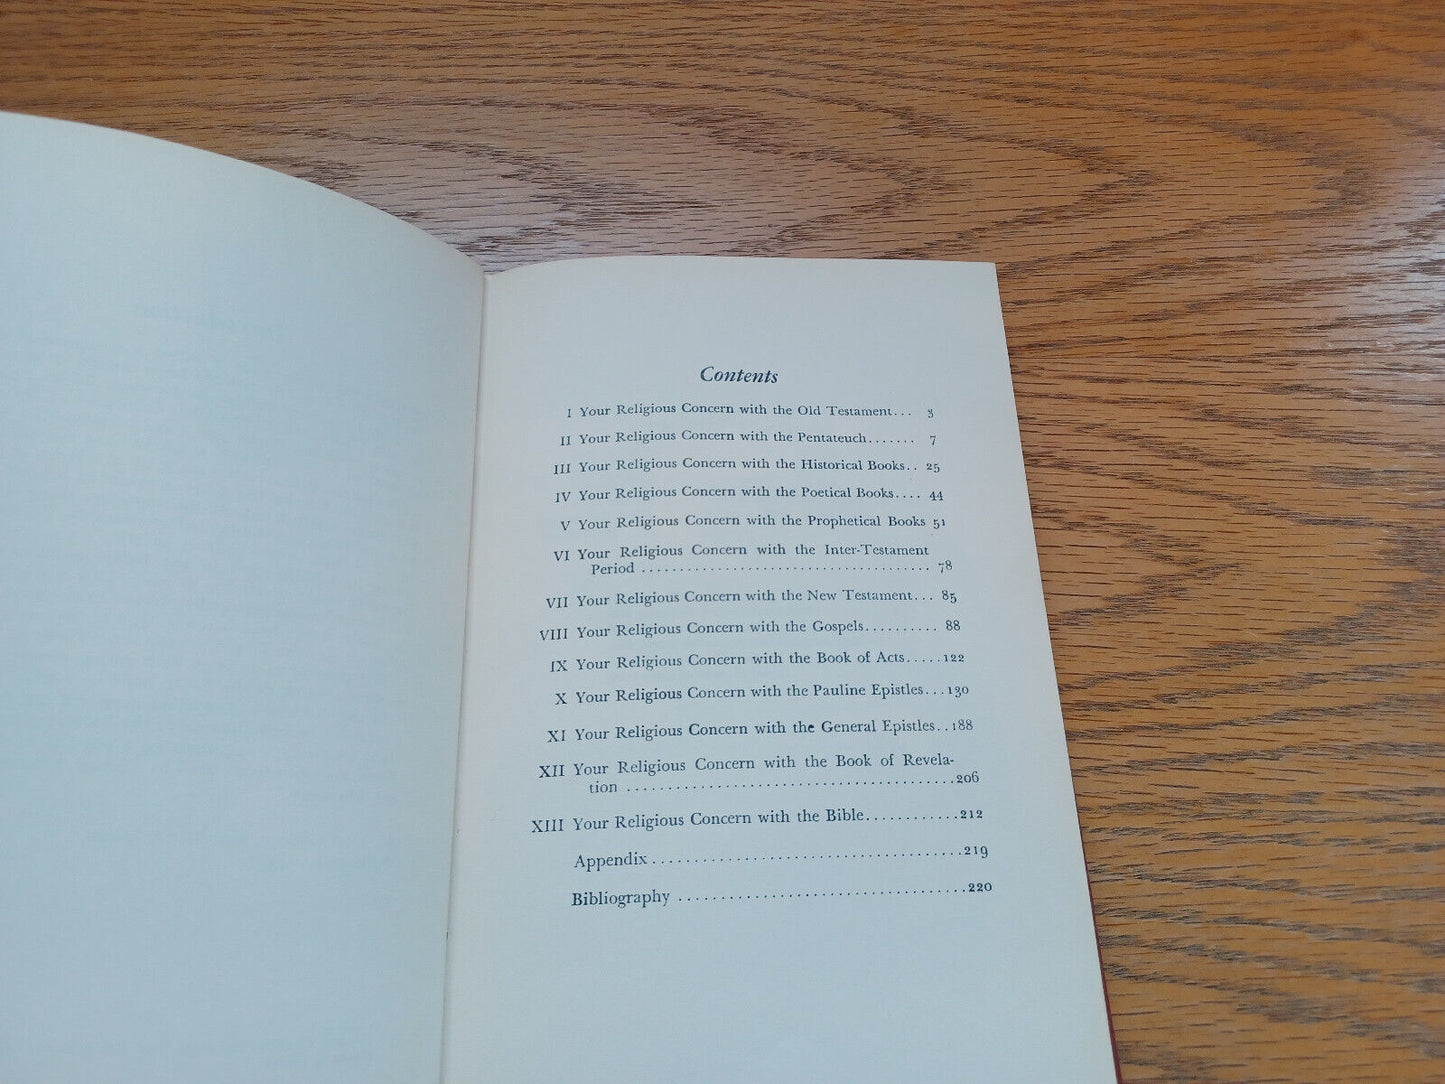 Contents
I Your Religious Concern with the Old Testament... 3
II Your Religious Concern with the Pentateuch....... 7
III Your Religious Concern with the Historical Books.. 25
IV Your Religious Concern with the Poetical Books.... 44
V Your Religious Concern with the Prophetical Books 51
VI Your Religious Concern with the Inter-Testament
Period ...................................... 78
VII Your Religious Concern with the New Testament... 85
VIII Your Religious Concern with the Gospels.......... 88
IX Your Religious Concern with the Book of Acts.....122
X Your Religious Concern with the Pauline Epistles...130
XI Your Religious Concern with the General Epistles..188
XII Your Religious Concern with the Book of Revela-
tion .......................................206
XIII Your Religious Concern with the Bible............212
Appendix.....................................219
Bibliography ..................................220